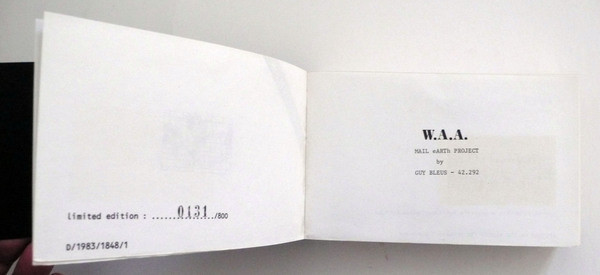 limited edition : ......0131../800
D/1983/1848/1
W.A.A.
MAIL eARTh PROJECT
by
GUY BLEUS - 42.292